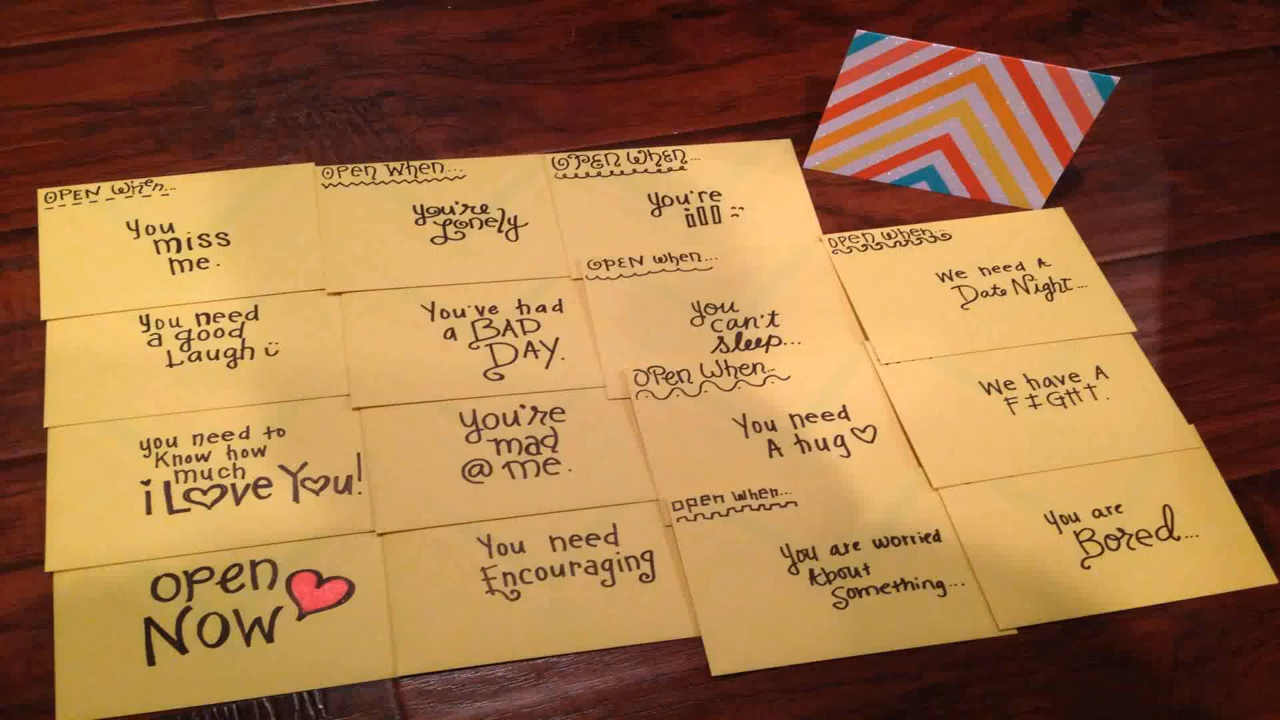 OPEN When...
You
miss
me.
You need
a good
Laugh
you need to
Know how
much
i Love You!
OPEN
NOW
OPEN When...
you're
Lonely
You've had
a BAD
DAY.
you're
mad
@ me.
You need
Encouraging
OPEN WHEN...
you're
ill :(
OPEN when...
you
can't
sleep...
OPEN When...
You need
A hug
open when...
You are worried
About
Something...
OPEN When...
We need A
Date Night...
We have A
FIGHT.
You are
Bored...